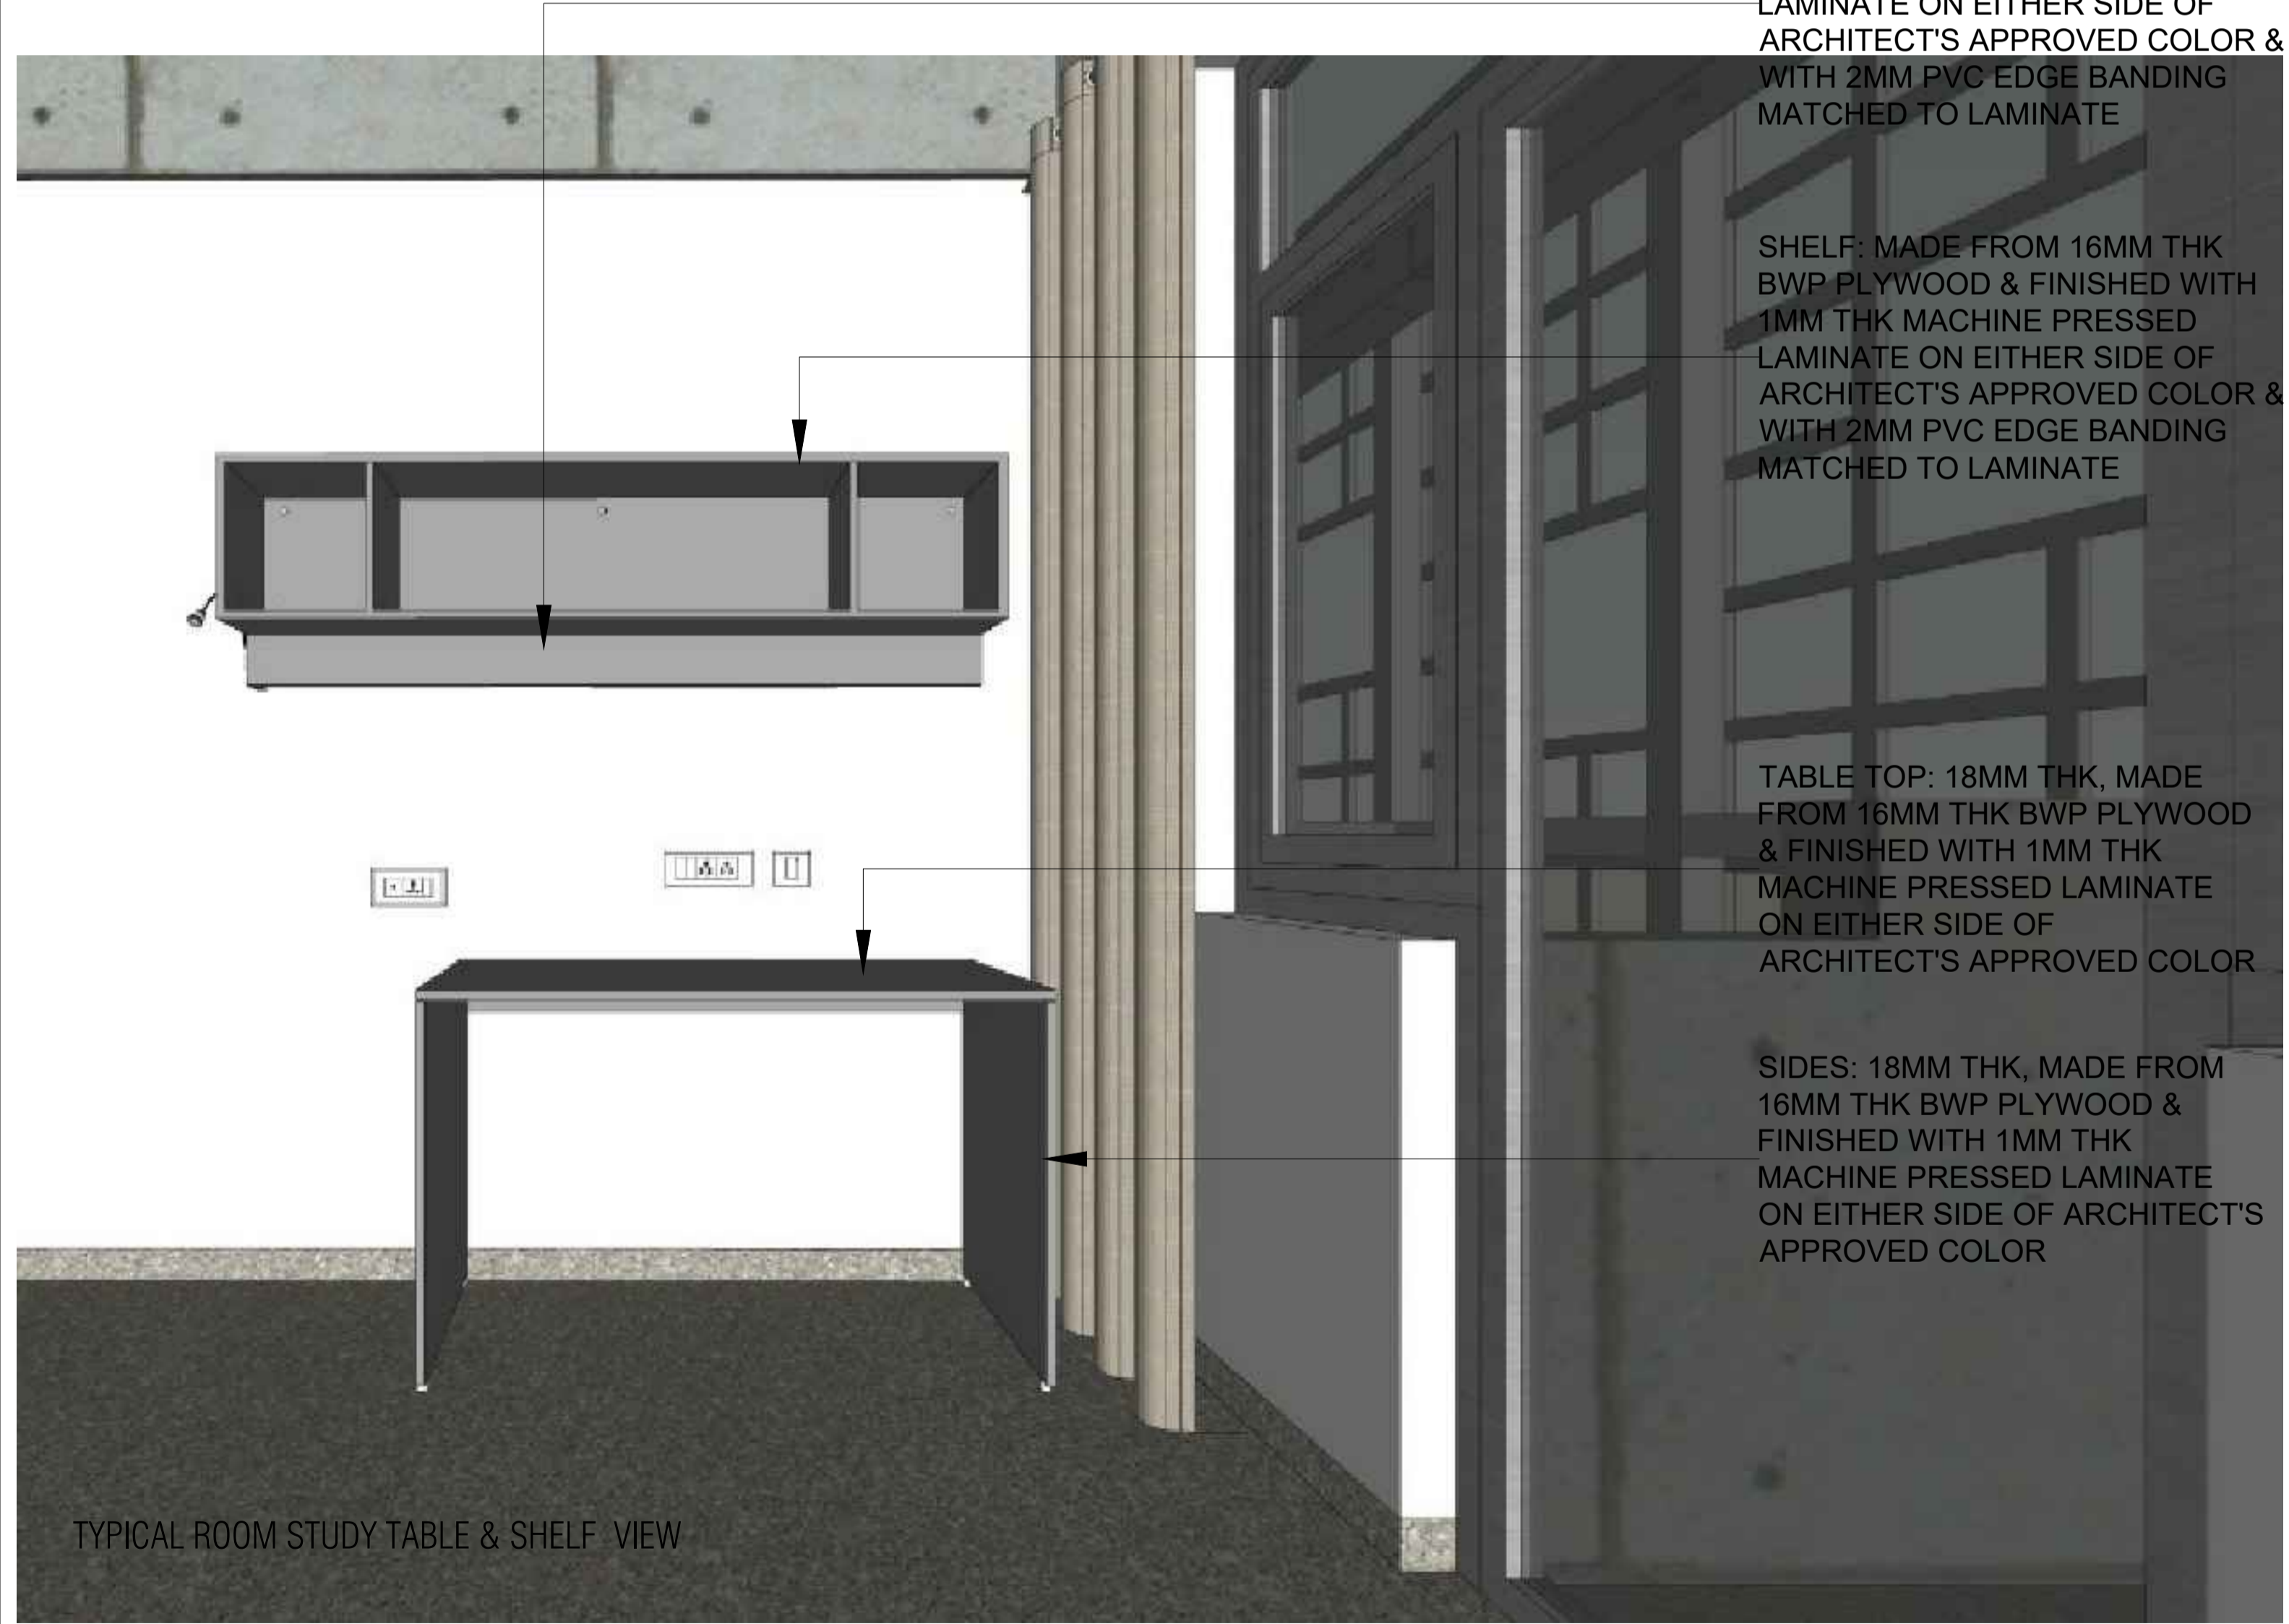 LAMINATE ON EITHER SIDE OF
ARCHITECT'S APPROVED COLOR &
WITH 2MM PVC EDGE BANDING
MATCHED TO LAMINATE
SHELF: MADE FROM 16MM THK
BWP PLYWOOD & FINISHED WITH
1MM THK MACHINE PRESSED
LAMINATE ON EITHER SIDE OF
ARCHITECT'S APPROVED COLOR &
WITH 2MM PVC EDGE BANDING
MATCHED TO LAMINATE
TABLE TOP: 18MM THK, MADE
FROM 16MM THK BWP PLYWOOD
& FINISHED WITH 1MM THK
MACHINE PRESSED LAMINATE
ON EITHER SIDE OF
ARCHITECT'S APPROVED COLOR
SIDES: 18MM THK, MADE FROM
16MM THK BWP PLYWOOD &
FINISHED WITH 1MM THK
MACHINE PRESSED LAMINATE
ON EITHER SIDE OF ARCHITECT'S
APPROVED COLOR
TYPICAL ROOM STUDY TABLE & SHELF VIEW